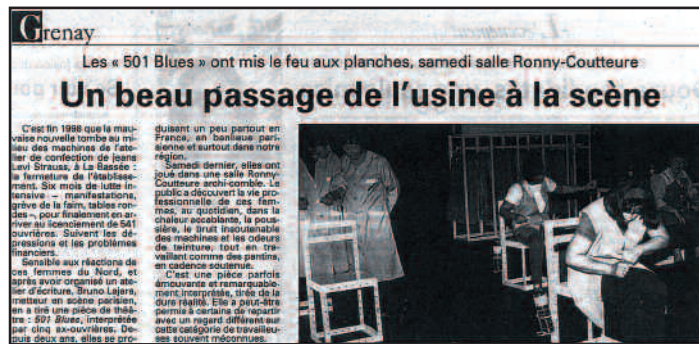 Grenay
Les « 501 Blues » ont mis le feu aux planches, samedi salle Ronny-Coutteure
Un beau passage de l'usine à la scène
C'est fin 1998 que la mau-
vaise nouvelle tombe au mi-
lieu des machines de l'ate-
lier de confection de jeans
Levi Strauss, à La Bassée :
la fermeture de l'établisse-
ment. Six mois de lutte in-
tensive – manifestations,
grève de la faim, tables ron-
des –, pour finalement en ar-
river au licenciement de 541
ouvrières. Suivent les dé-
pressions et les problèmes
financiers.
Sensible aux réactions de
ces femmes du Nord, et
après avoir organisé un ate-
lier d'écriture, Bruno Lajara,
metteur en scène parisien,
en a tiré une pièce de théâ-
tre : 501 Blues, interprétée
par cinq ex-ouvrières. De-
puis deux ans, elles se pro-
duisant un peu partout en
France, en banlieue pari-
sienne et surtout dans notre
région.
Samedi dernier, elles ont
joué dans une salle Ronny-
Coutteure archi-comble. Le
public a découvert la vie pro-
fessionnelle de ces fem-
mes, au quotidien, dans la
chaleur accablante, la pous-
sière, le bruit insoutenable
des machines et les odeurs
de teinture, tout en tra-
vaillant comme des pantins,
en cadence soutenue.
C'est une pièce parfois
émouvante et remarquable-
ment interprétée, tirée de la
dure réalité. Elle a peut-être
permis à certains de repartir
avec un regard différent sur
cette catégorie de travailleu-
ses souvent méconnues.